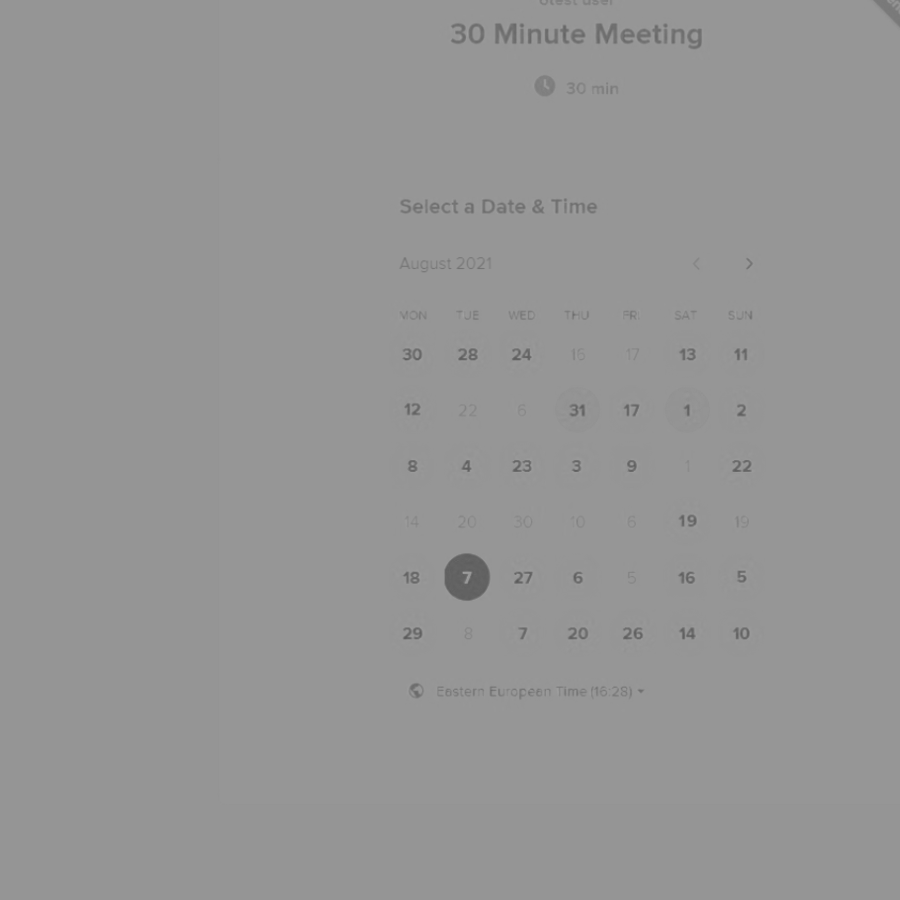 30 Minute Meeting
30 min
Select a Date & Time
August 2021
MON TUE WED THU FRI SAT SUN
30 28 24 15 17 13 11
12 22 6 31 17 1 2
8 4 23 3 9 1 22
14 20 30 10 6 19 19
18 7 27 6 5 16 5
29 8 7 20 26 14 10
Eastern European Time (16:28)